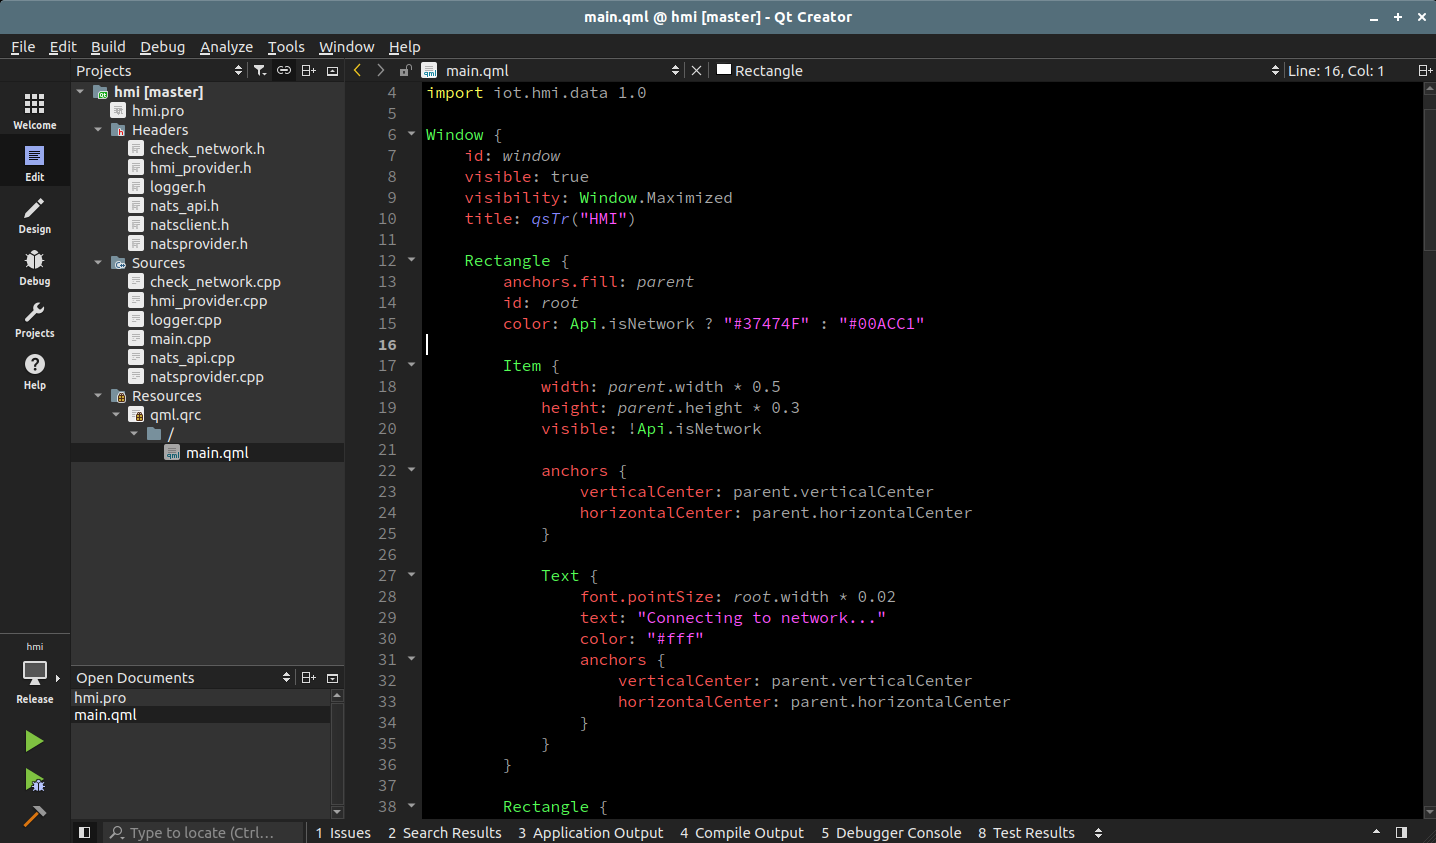 main.qml @ hmi [master] - Qt Creator
File Edit Build Debug Analyze Tools Window Help
Projects
main.qml
Rectangle
Line: 16, Col: 1
Welcome
Edit
Design
Debug
Projects
Help
hmi
Release
hmi [master]
hmi.pro
Headers
check_network.h
hmi_provider.h
logger.h
nats_api.h
natsclient.h
natsprovider.h
Sources
check_network.cpp
hmi_provider.cpp
logger.cpp
main.cpp
nats_api.cpp
natsprovider.cpp
Resources
qml.qrc
/
main.qml
Open Documents
hmi.pro
main.qml
4 import iot.hmi.data 1.0
5
6 Window {
7 id: window
8 visible: true
9 visibility: Window.Maximized
10 title: qsTr("HMI")
11
12 Rectangle {
13 anchors.fill: parent
14 id: root
15 color: Api.isNetwork ? "#37474F" : "#00ACC1"
16
17 Item {
18 width: parent.width * 0.5
19 height: parent.height * 0.3
20 visible: !Api.isNetwork
21
22 anchors {
23 verticalCenter: parent.verticalCenter
24 horizontalCenter: parent.horizontalCenter
25 }
26
27 Text {
28 font.pointSize: root.width * 0.02
29 text: "Connecting to network..."
30 color: "#fff"
31 anchors {
32 verticalCenter: parent.verticalCenter
33 horizontalCenter: parent.horizontalCenter
34 }
35 }
36 }
37
38 Rectangle {
Type to locate (Ctrl...
1 Issues 2 Search Results 3 Application Output 4 Compile Output 5 Debugger Console 8 Test Results